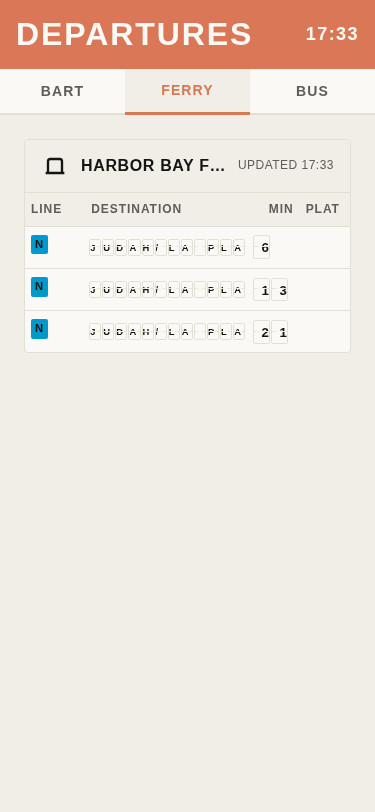 DEPARTURES 17:33
BART FERRY BUS
HARBOR BAY F... UPDATED 17:33
LINE DESTINATION MIN PLAT
N JUDAH/LA PLA 6
N JUDAH/LA PLA 13
N JUDAH/LA PLA 21